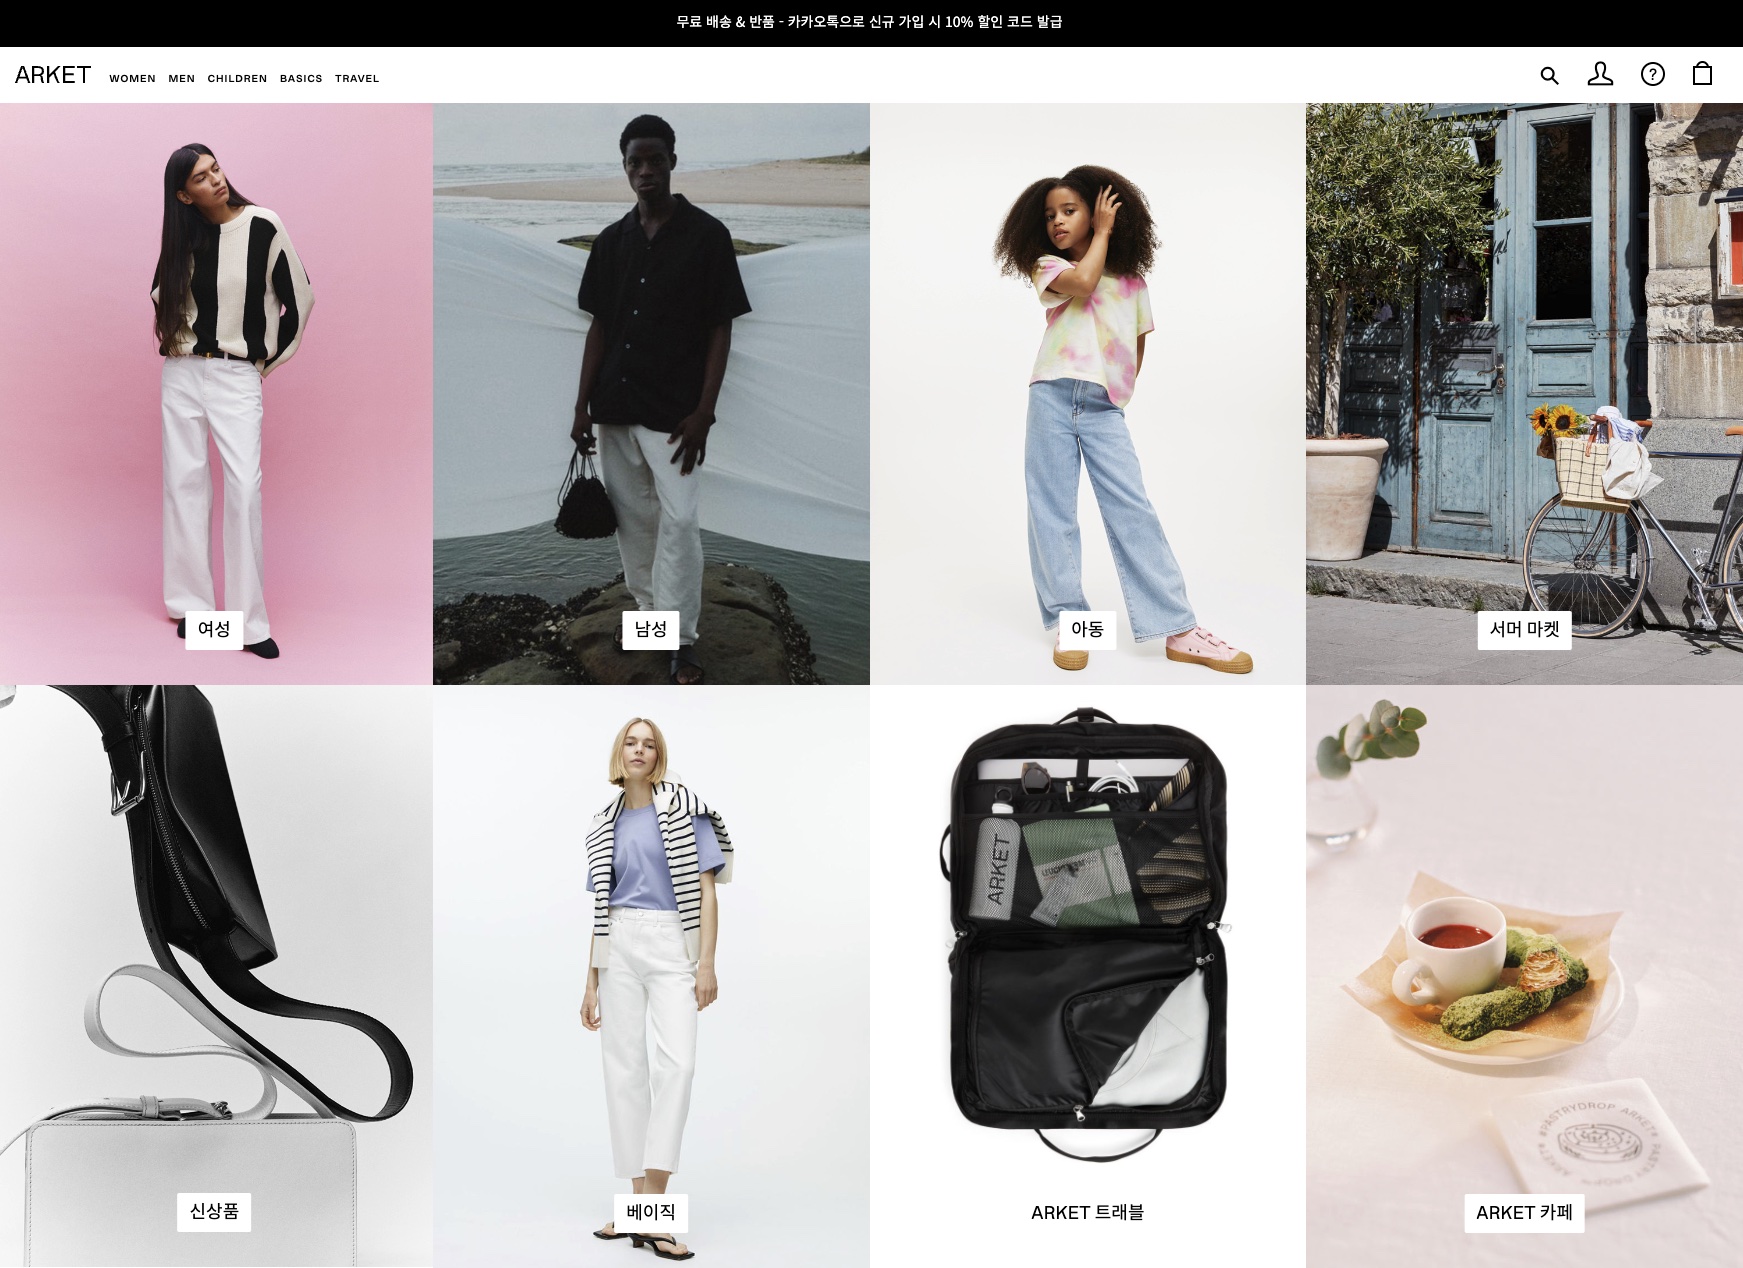 무료 배송 & 반품 - 카카오톡으로 신규 가입 시 10% 할인 코드 발급
ARKET WOMEN MEN CHILDREN BASICS TRAVEL
여성
남성
아동
서머 마켓
ARKET
신상품
베이직
ARKET 트래블
#PASTRYDROP ARKET
ARKET 카페